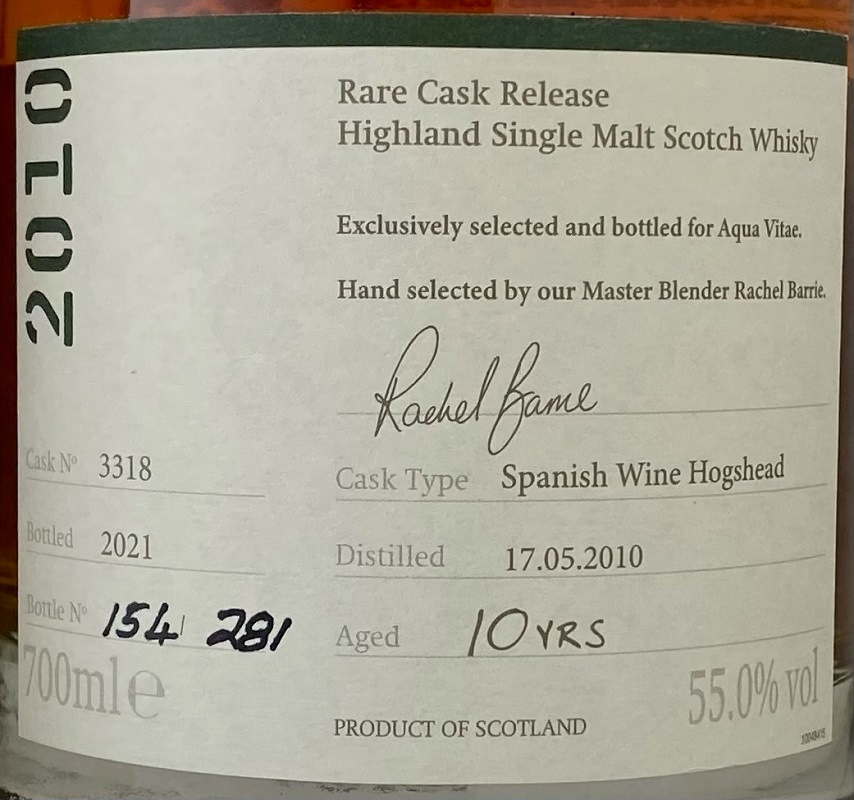 2010
Rare Cask Release
Highland Single Malt Scotch Whisky
Exclusively selected and bottled for Aqua Vitae.
Hand selected by our Master Blender Rachel Barrie.
Rachel Barrie
Cask Nº 3318
Cask Type Spanish Wine Hogshead
Bottled 2021
Distilled 17.05.2010
Bottle Nº 154 281
Aged 10 YRS
700ml e
55.0% vol
PRODUCT OF SCOTLAND